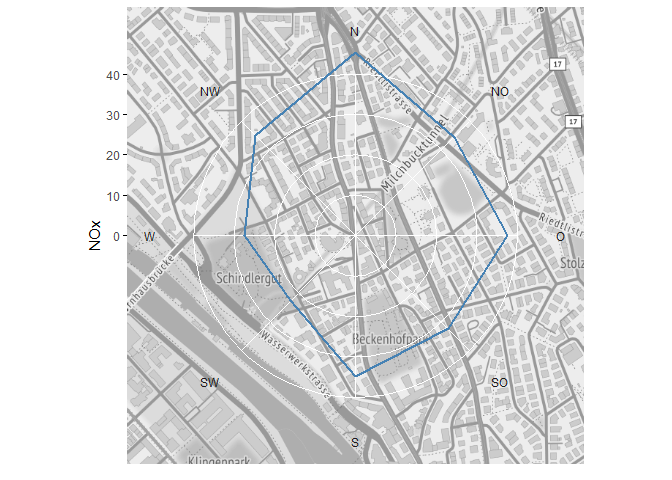 N
Riedtlistrasse
NW
NO
17
17
40
30
20
10
0
NOx
Milchbucktunnel
W
O
Riedtlistr
Stolz
Schindlergut
rnhausbrücke
Wasserwerkstrasse
Beckenhofpark
SW
SO
S
Klingenpark